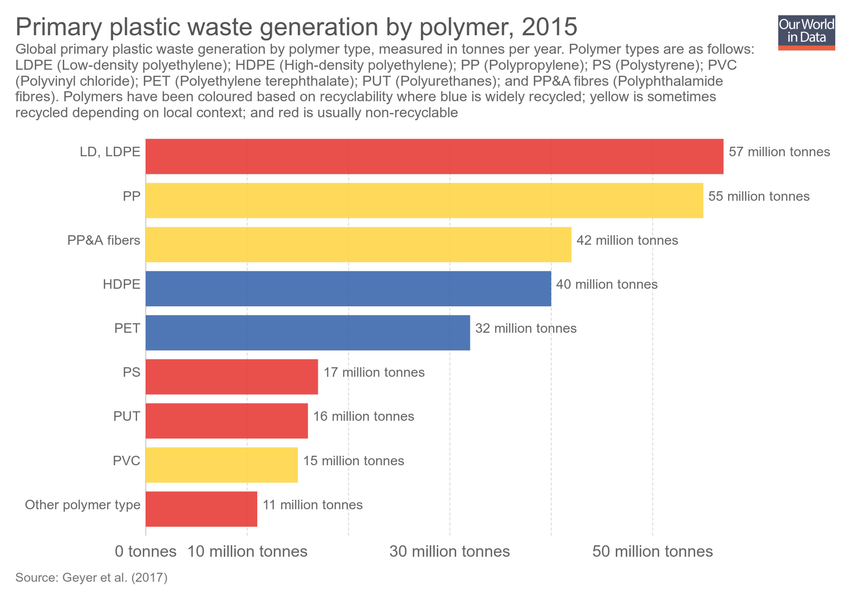 Primary plastic waste generation by polymer, 2015
Our World
in Data
Global primary plastic waste generation by polymer type, measured in tonnes per year. Polymer types are as follows:
LDPE (Low-density polyethylene); HDPE (High-density polyethylene); PP (Polypropylene); PS (Polystyrene); PVC
(Polyvinyl chloride); PET (Polyethylene terephthalate); PUT (Polyurethanes); and PP&A fibres (Polyphthalamide
fibres). Polymers have been coloured based on recyclability where blue is widely recycled; yellow is sometimes
recycled depending on local context; and red is usually non-recyclable
LD, LDPE 57 million tonnes
PP 55 million tonnes
PP&A fibers 42 million tonnes
HDPE 40 million tonnes
PET 32 million tonnes
PS 17 million tonnes
PUT 16 million tonnes
PVC 15 million tonnes
Other polymer type 11 million tonnes
0 tonnes 10 million tonnes 30 million tonnes 50 million tonnes
Source: Geyer et al. (2017)